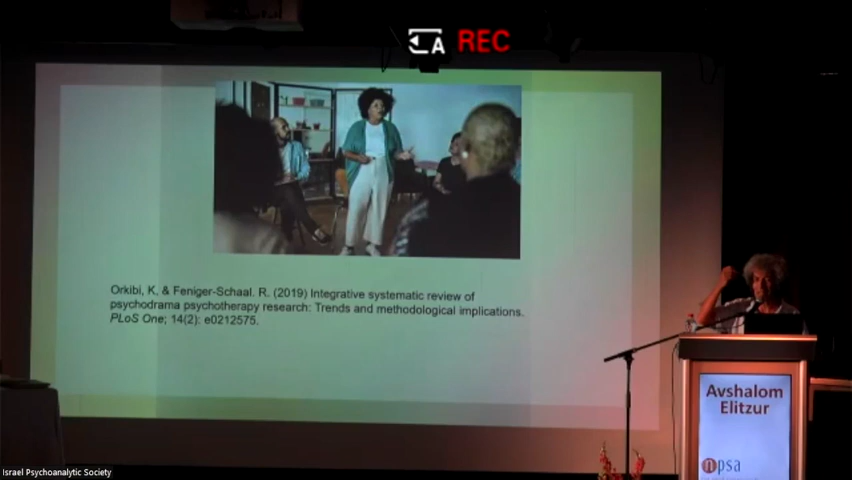 A REC
Orkibi, K, & Feniger-Schaal. R. (2019) Integrative systematic review of
psychodrama psychotherapy research: Trends and methodological implications.
PLoS One; 14(2): e0212575.
Avshalom
Elitzur
npsa
Israel Psychoanalytic Society